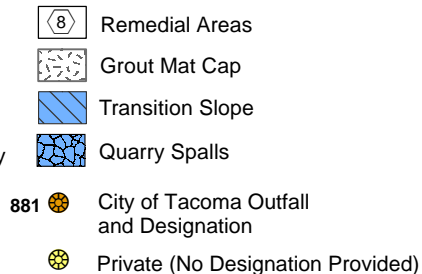 8 Remedial Areas
Grout Mat Cap
Transition Slope
y Quarry Spalls
881 City of Tacoma Outfall
and Designation
Private (No Designation Provided)